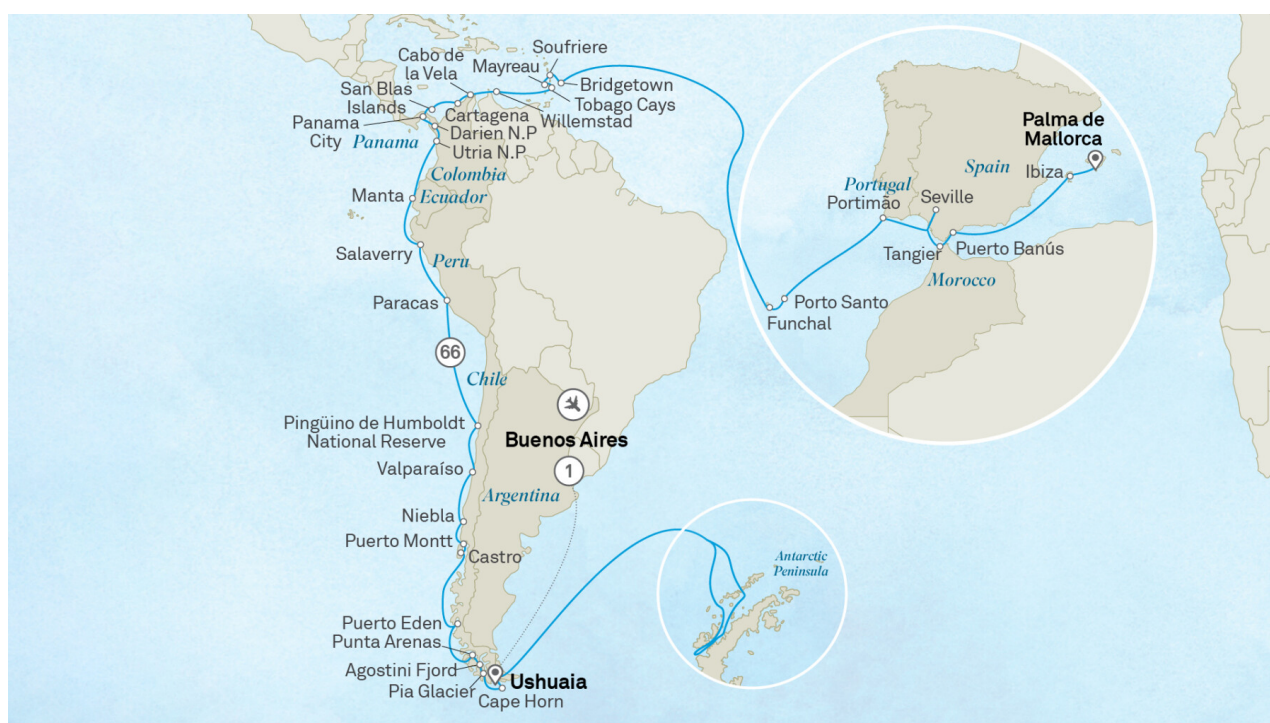 Soufriere
Cabo de
la Vela
Mayreau
Bridgetown
San Blas
Islands
Tobago Cays
Cartagena
Willemstad
Panama
City
Darien N.P
Panama
Utria N.P
Colombia
Manta
Ecuador
Salaverry
Peru
Paracas
66
Chile
Pingüino de Humboldt
National Reserve
Buenos Aires
Valparaíso
1
Argentina
Niebla
Puerto Montt
Castro
Puerto Eden
Punta Arenas
Agostini Fjord
Pia Glacier
Ushuaia
Cape Horn
Antarctic
Peninsula
Palma de
Mallorca
Spain
Ibiza
Portugal
Portimão
Seville
Tangier
Puerto Banús
Morocco
Porto Santo
Funchal